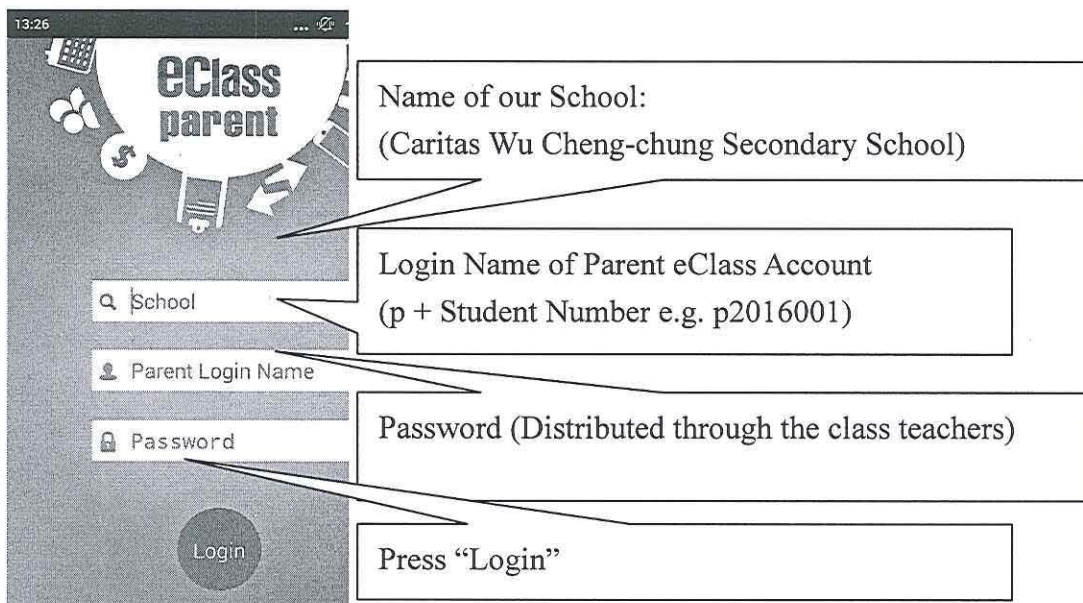 13:26
...
eClass
parent
$
School
Parent Login Name
Password
Login
Name of our School:
(Caritas Wu Cheng-chung Secondary School)
Login Name of Parent eClass Account
(p + Student Number e.g. p2016001)
Password (Distributed through the class teachers)
Press “Login”